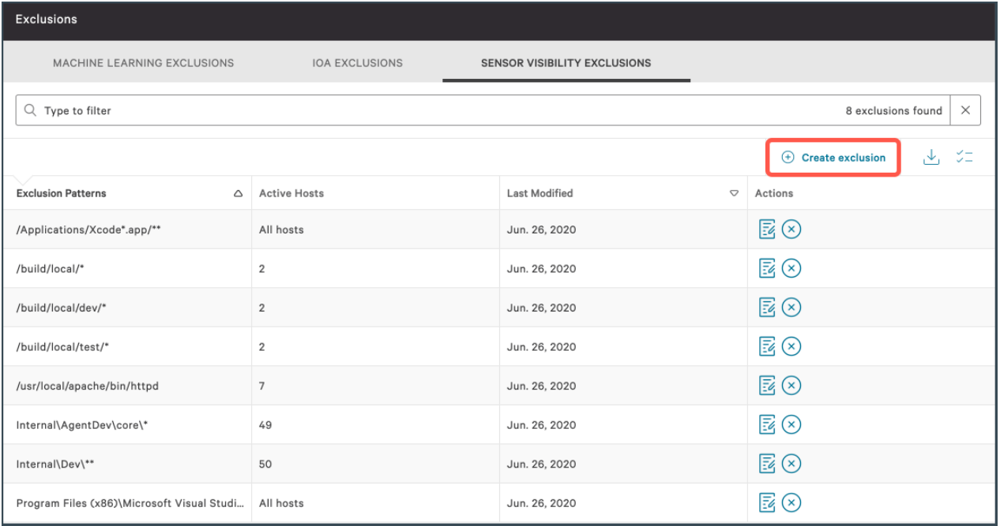 Exclusions
MACHINE LEARNING EXCLUSIONS IOA EXCLUSIONS SENSOR VISIBILITY EXCLUSIONS
Type to filter 8 exclusions found
Create exclusion
Exclusion Patterns Active Hosts Last Modified Actions
/Applications/Xcode*.app/** All hosts Jun. 26, 2020
/build/local/* 2 Jun. 26, 2020
/build/local/dev/* 2 Jun. 26, 2020
/build/local/test/* 2 Jun. 26, 2020
/usr/local/apache/bin/httpd 7 Jun. 26, 2020
Internal\AgentDev\core\* 49 Jun. 26, 2020
Internal\Dev\** 50 Jun. 26, 2020
Program Files (x86)\Microsoft Visual Studi... All hosts Jun. 26, 2020